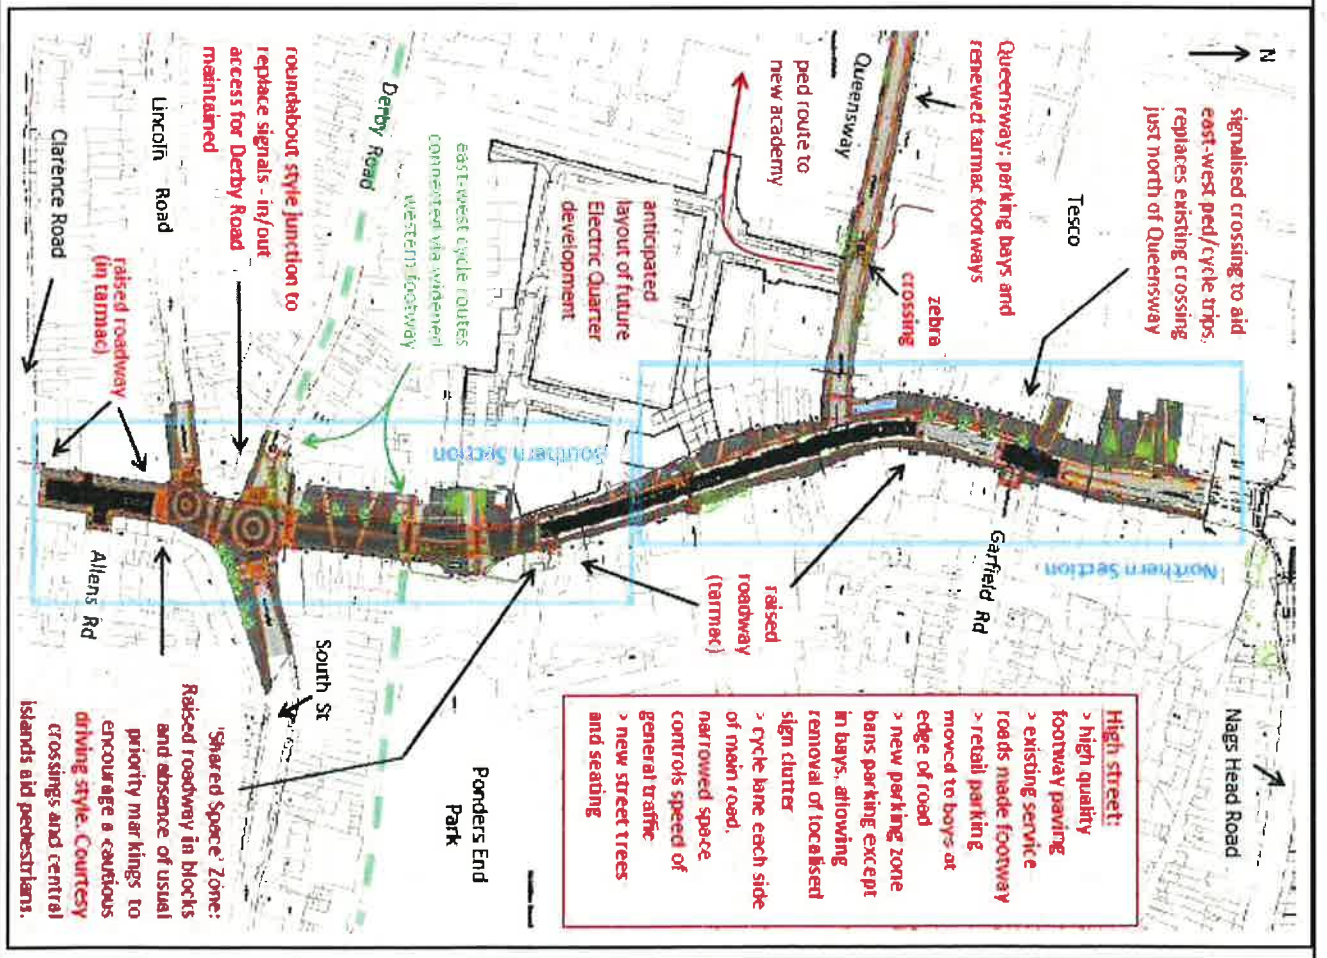 N
signalised crossing to aid
east-west ped/cycle trips,
replaces existing crossing
just north of Queensway
Tesco
Queensway: parking bays and
renewed tarmac footways
zebra
crossing
Queensway
ped route to
new academy
anticipated
layout of future
Electric Quarter
development
east-west cycle routes
connected via widened
western footway
Derby Road
roundabout style junction to
replace signals - in/out
access for Derby Road
maintained
Lincoln
Road
Clarence Road
raised roadway
(in tarmac)
Southern Section
Northern Section
Nags Head Road
Garfield Rd
raised
roadway
(tarmac)
High street:
> high quality
footway paving
> existing service
roads made footway
> retail parking
moved to bays at
edge of road
> new parking zone
bans parking except
in bays, allowing
removal of localised
sign clutter
> cycle lane each side
of main road,
narrowed space
controls speed of
general traffic
> new street trees
and seating
Ponders End
Park
South St
Allens Rd
'Shared Space' Zone:
Raised roadway in blocks
and absence of usual
priority markings to
encourage a cautious
driving style. Courtesy
crossings and central
islands aid pedestrians.